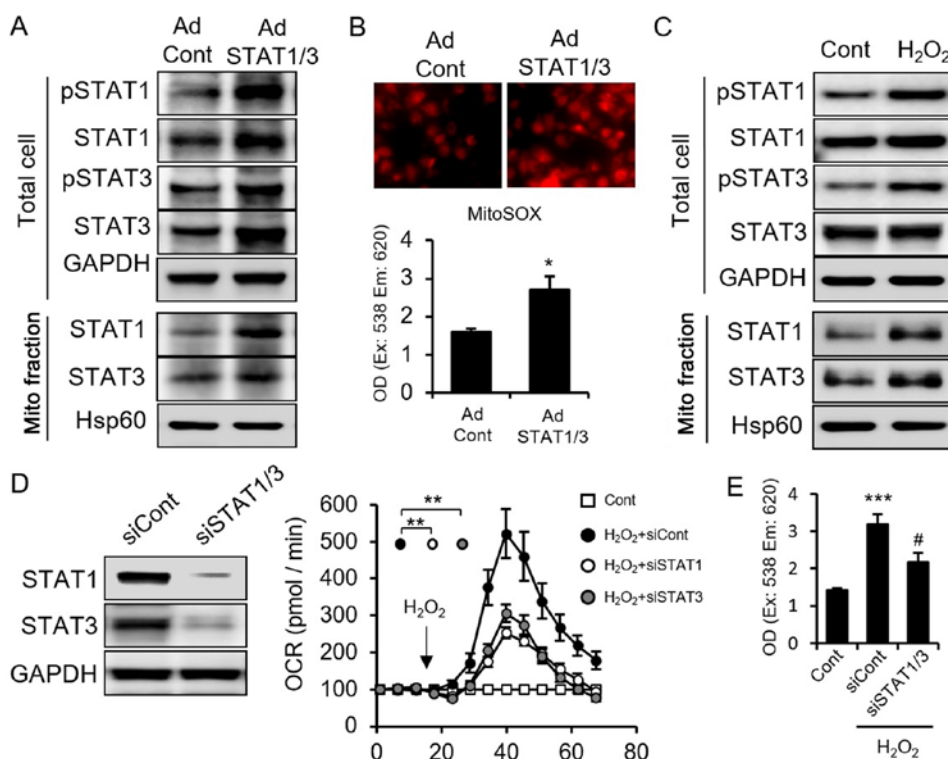 A
Ad
Cont
Ad
STAT1/3
Total cell
pSTAT1
STAT1
pSTAT3
STAT3
GAPDH
Mito fraction
STAT1
STAT3
Hsp60
B
Ad
Cont
Ad
STAT1/3
MitoSOX
OD (Ex: 538 Em: 620)
4
3
2
1
0
*
Ad
Cont
Ad
STAT1/3
C
Cont
H₂O₂
Total cell
pSTAT1
STAT1
pSTAT3
STAT3
GAPDH
Mito fraction
STAT1
STAT3
Hsp60
D
siCont
siSTAT1/3
STAT1
STAT3
GAPDH
OCR (pmol / min)
600
500
400
300
200
100
0
**
**
H₂O₂
0
20
40
60
80
Cont
H₂O₂+siCont
H₂O₂+siSTAT1
H₂O₂+siSTAT3
E
OD (Ex: 538 Em: 620)
4
3
2
1
0
***
#
Cont
siCont
siSTAT1/3
H₂O₂